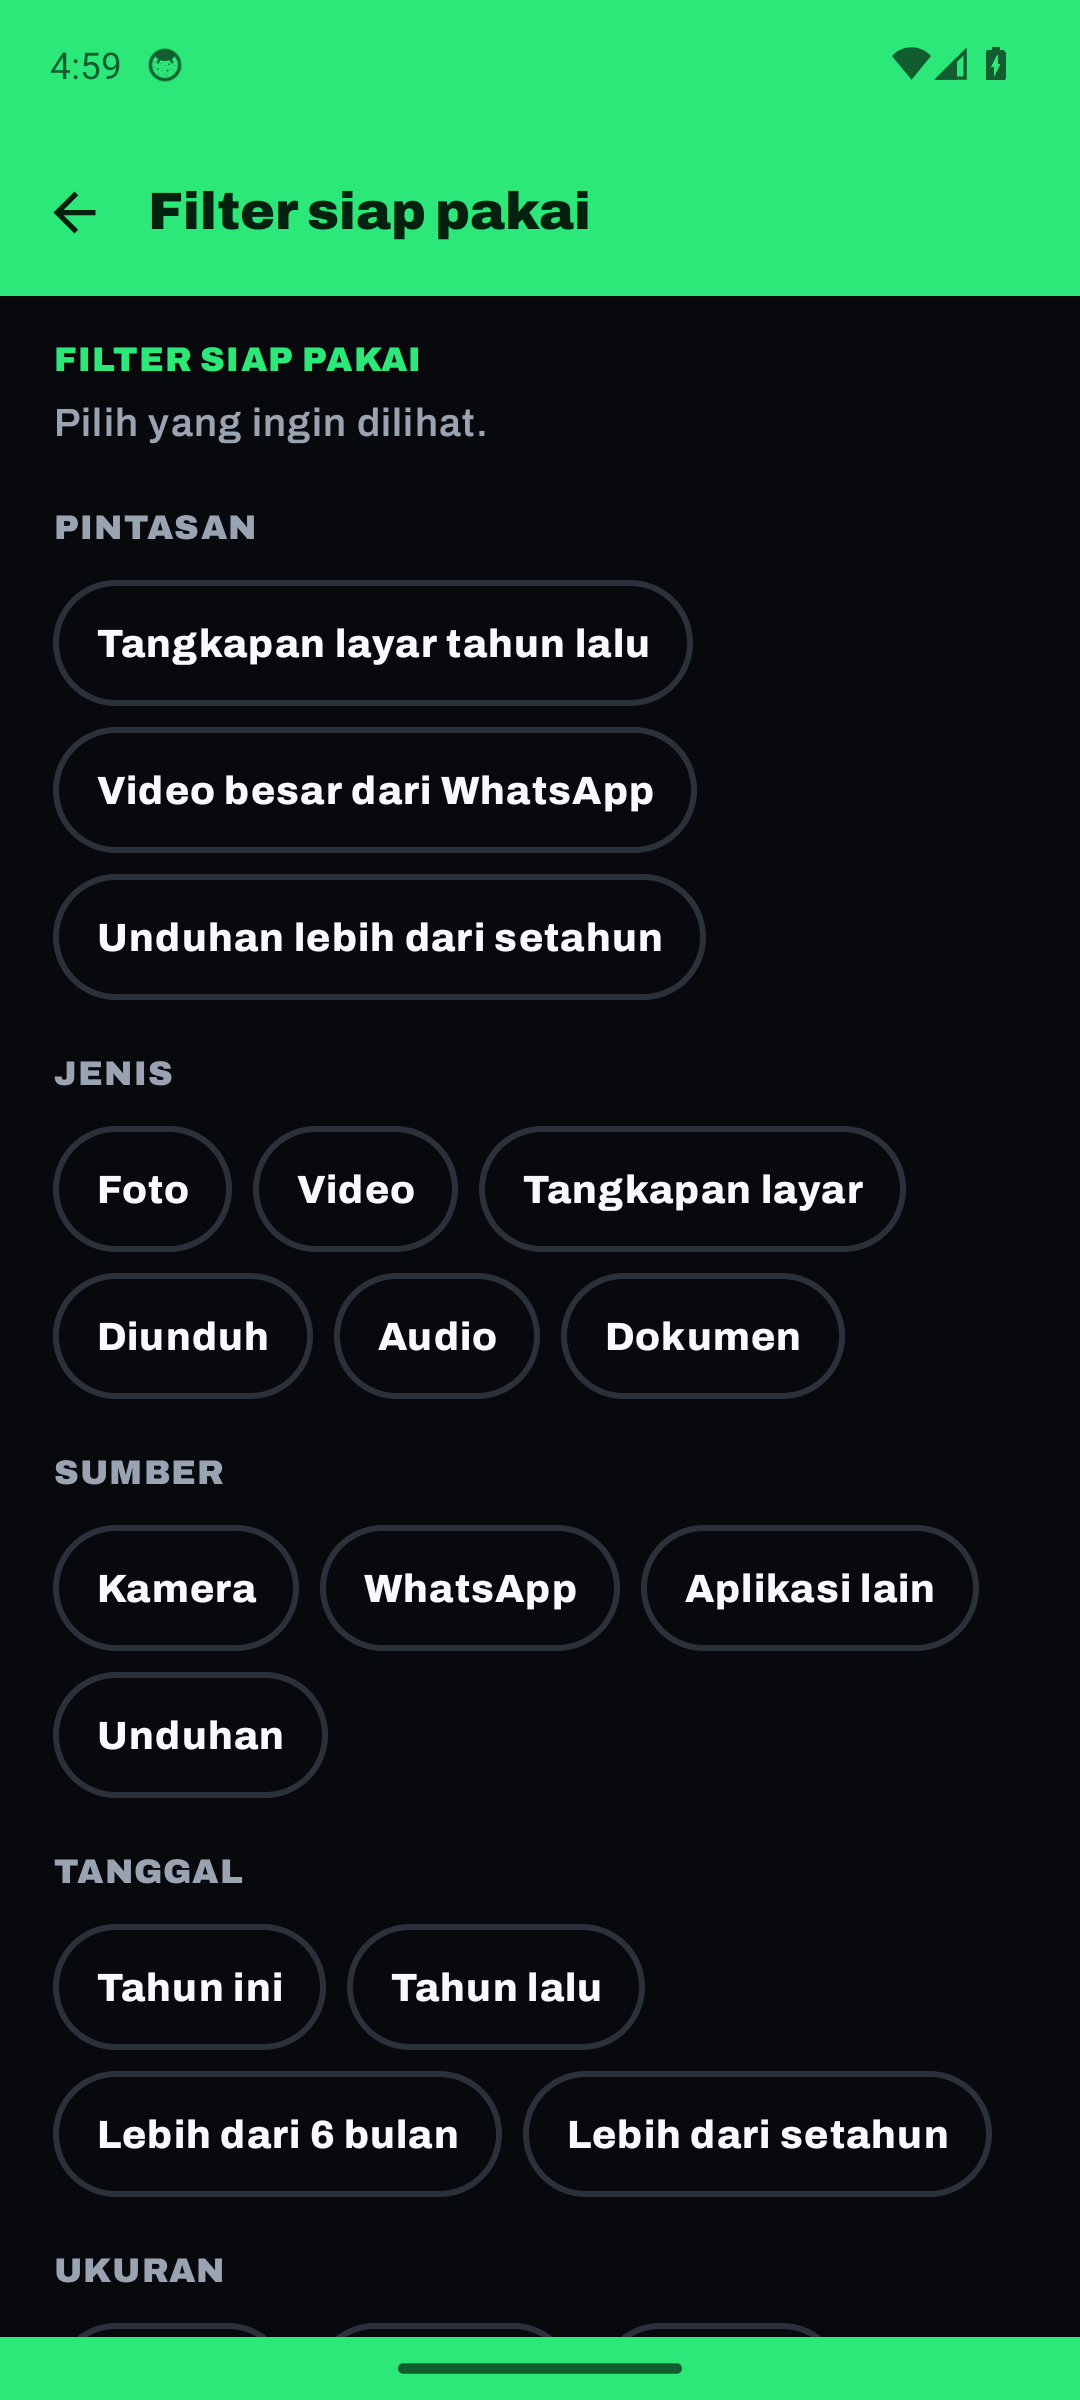 4:59
Filter siap pakai
FILTER SIAP PAKAI
Pilih yang ingin dilihat.
PINTASAN
Tangkapan layar tahun lalu
Video besar dari WhatsApp
Unduhan lebih dari setahun
JENIS
Foto Video Tangkapan layar
Diunduh Audio Dokumen
SUMBER
Kamera WhatsApp Aplikasi lain
Unduhan
TANGGAL
Tahun ini Tahun lalu
Lebih dari 6 bulan Lebih dari setahun
UKURAN